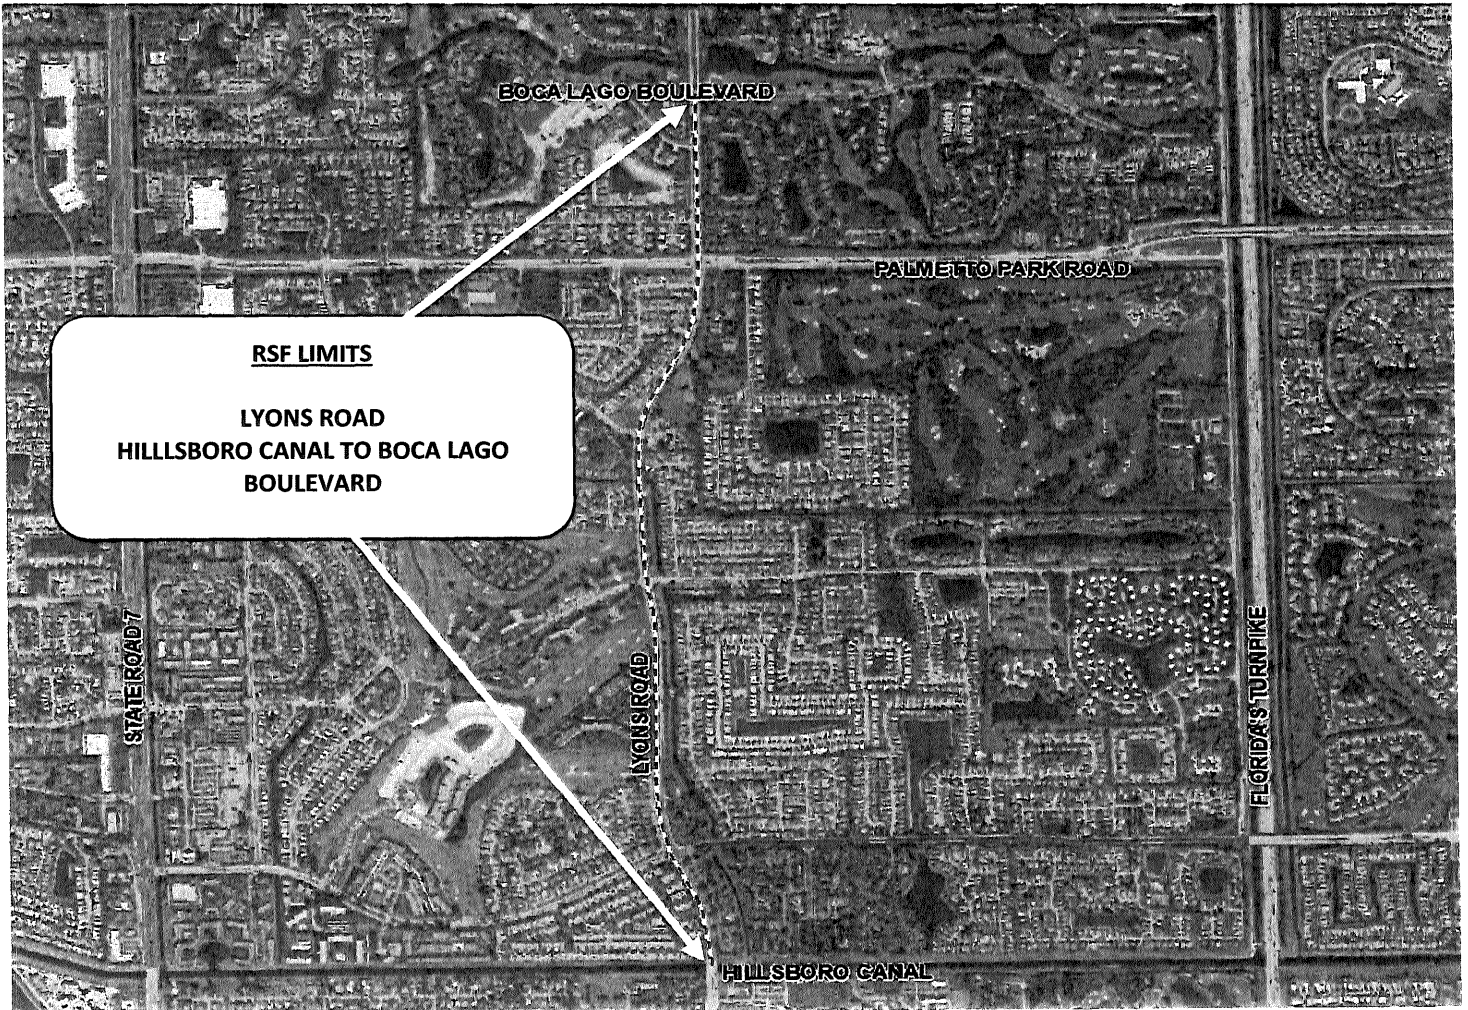 BOCA LAGO BOULEVARD
PALMETTO PARK ROAD
RSF LIMITS
LYONS ROAD
HILLLSBORO CANAL TO BOCA LAGO
BOULEVARD
STATE ROAD 7
LYONS ROAD
FLORIDA'S TURNPIKE
HILLSBORO CANAL